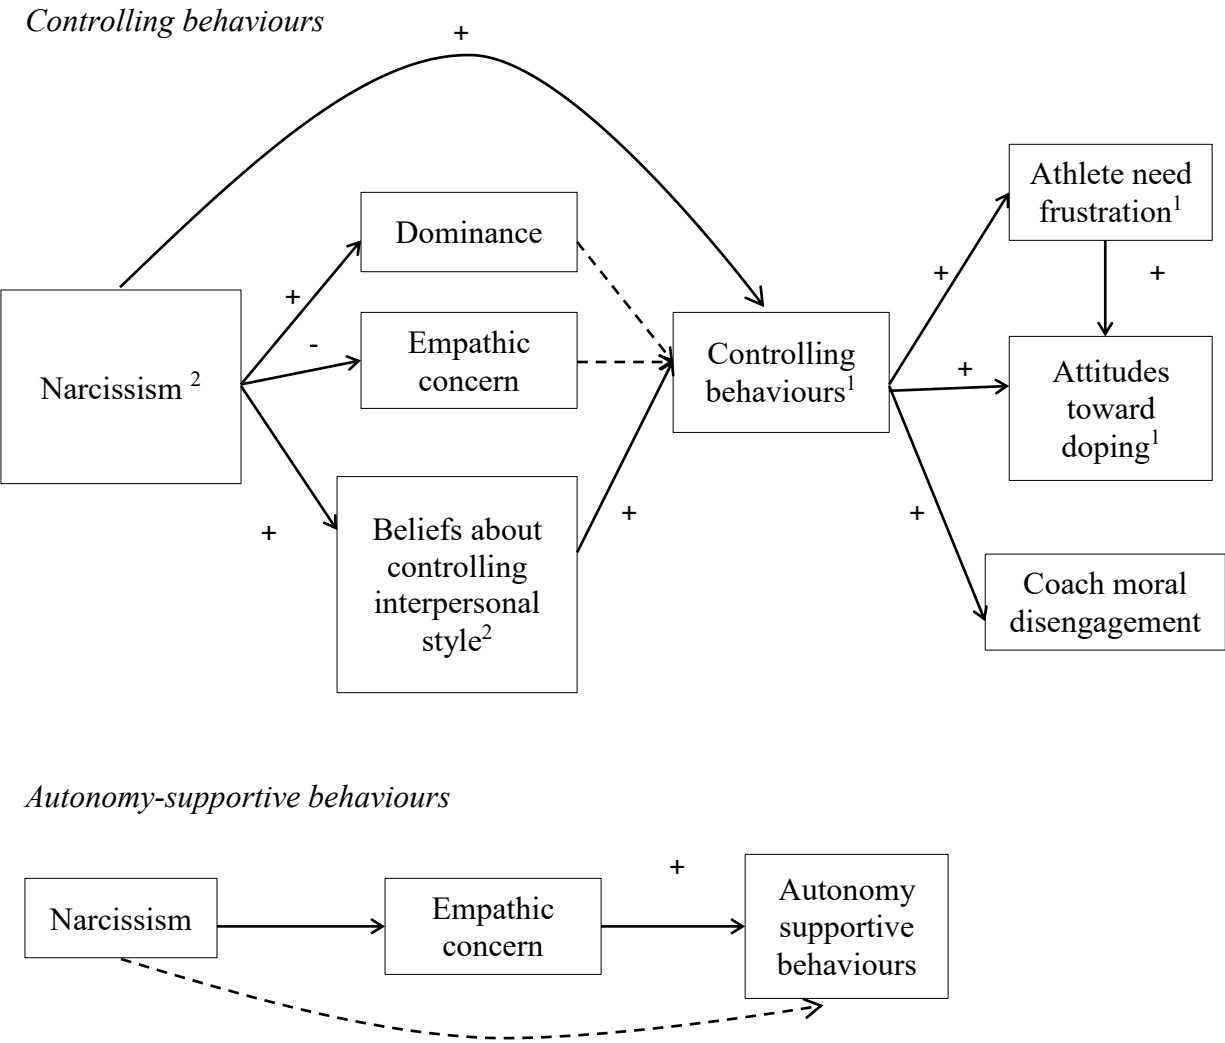 Controlling behaviours
+
Athlete need
frustration¹
Dominance
+
+
+
-
Empathic
concern
Controlling
behaviours¹
Narcissism ²
+
Attitudes
toward
doping¹
+
Beliefs about
controlling
interpersonal
style²
+
+
Coach moral
disengagement
Autonomy-supportive behaviours
+
Narcissism
Empathic
concern
Autonomy
supportive
behaviours